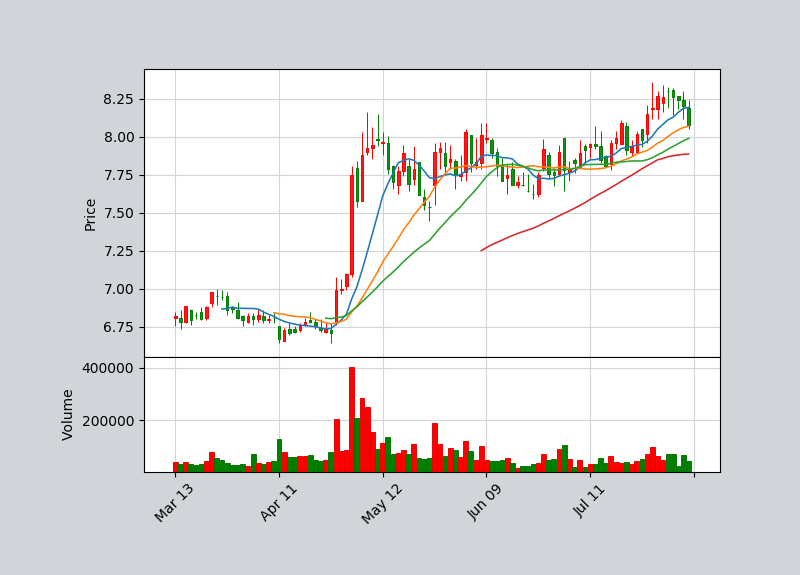 8.25
8.00
7.75
7.50
7.25
7.00
6.75
Price
400000
200000
Volume
Mar 13
Apr 11
May 12
Jun 09
Jul 11